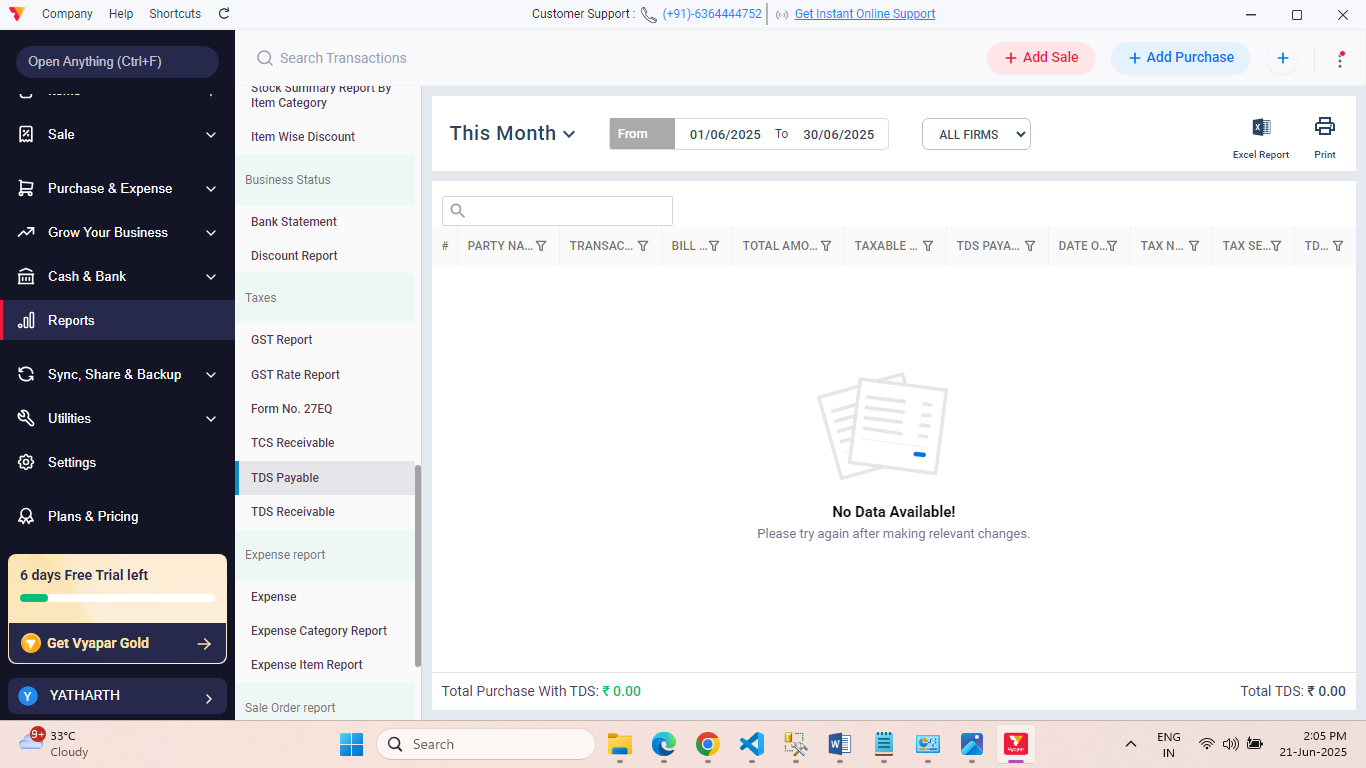 Company Help Shortcuts
Customer Support : (+91)-6364444752 Get Instant Online Support
Open Anything (Ctrl+F)
Sale
Purchase & Expense
Grow Your Business
Cash & Bank
Reports
Sync, Share & Backup
Utilities
Settings
Plans & Pricing
6 days Free Trial left
Get Vyapar Gold
Y YATHARTH
Search Transactions
Add Sale
Add Purchase
Stock Summary Report By
Item Category
Item Wise Discount
Business Status
Bank Statement
Discount Report
Taxes
GST Report
GST Rate Report
Form No. 27EQ
TCS Receivable
TDS Payable
TDS Receivable
Expense report
Expense
Expense Category Report
Expense Item Report
Sale Order report
This Month
From 01/06/2025 To 30/06/2025
ALL FIRMS
Excel Report
Print
# PARTY NA... TRANSAC... BILL ... TOTAL AMO... TAXABLE ... TDS PAYA... DATE O... TAX N... TAX SE... TD...
No Data Available!
Please try again after making relevant changes.
Total Purchase With TDS: ₹ 0.00
Total TDS: ₹ 0.00
9+
33°C
Cloudy
Search
Vyapar
ENG
IN
2:05 PM
21-Jun-2025